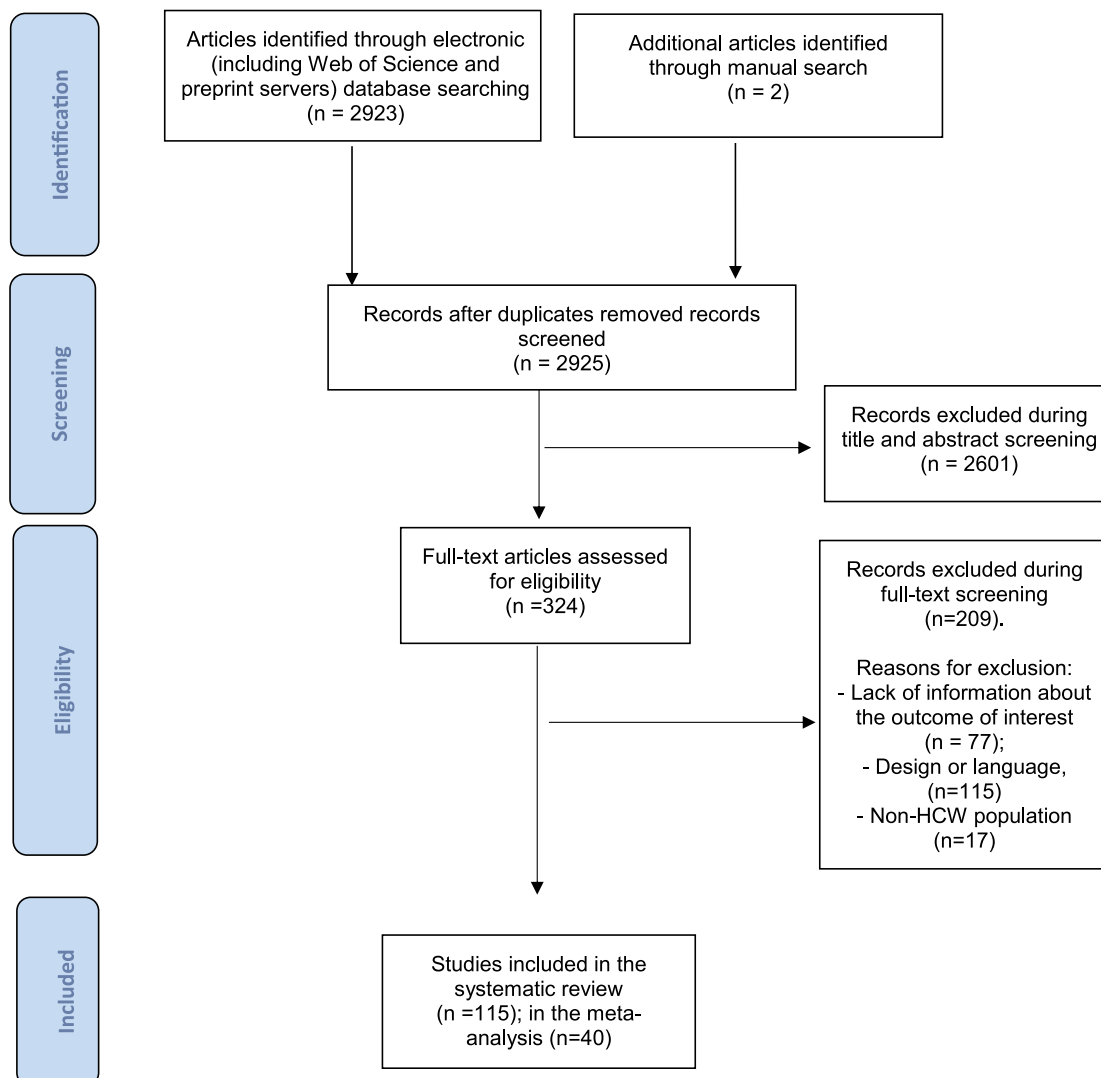 Identification
Articles identified through electronic
(including Web of Science and
preprint servers) database searching
(n = 2923)
Additional articles identified
through manual search
(n = 2)
Screening
Records after duplicates removed records
screened
(n = 2925)
Records excluded during
title and abstract screening
(n = 2601)
Eligibility
Full-text articles assessed
for eligibility
(n =324)
Records excluded during
full-text screening
(n=209).
Reasons for exclusion:
- Lack of information about
the outcome of interest
(n = 77);
- Design or language,
(n=115)
- Non-HCW population
(n=17)
Included
Studies included in the
systematic review
(n =115); in the meta-
analysis (n=40)